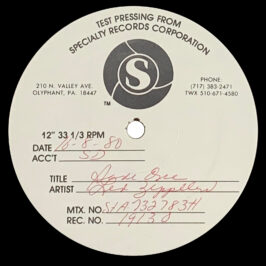 TEST PRESSING FROM
SPECIALTY RECORDS CORPORATION
S
TM
210 N. VALLEY AVE.
OLYPHANT, PA. 18447
PHONE:
(717) 383-2471
TWX 510-671-4580
12" 33 1/3 RPM
DATE 10-8-80
ACC'T SD
TITLE
ARTIST Led Zeppelin
MTX. NO. StA732783H
REC. NO. 19130